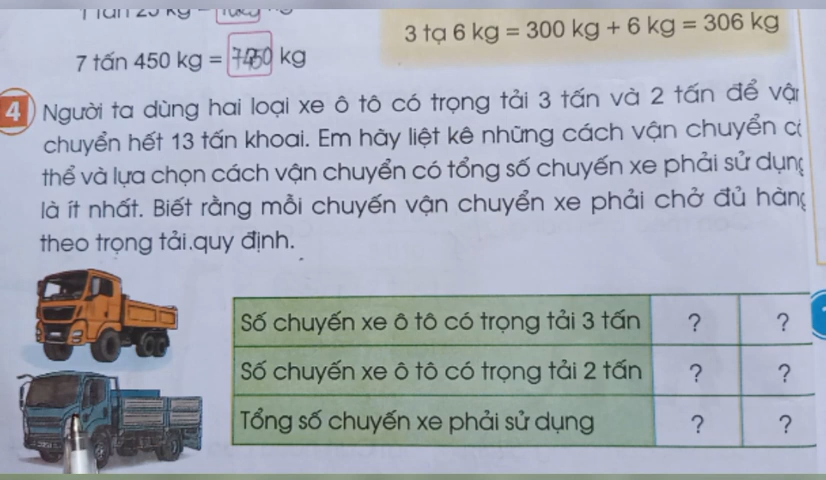 3 tạ 6 kg = 300 kg + 6 kg = 306 kg
7 tấn 450 kg = 7450 kg
4 Người ta dùng hai loại xe ô tô có trọng tải 3 tấn và 2 tấn để
chuyển hết 13 tấn khoai. Em hãy liệt kê những cách vận chuyển
thể và lựa chọn cách vận chuyển có tổng số chuyến xe phải sử dụng
là ít nhất. Biết rằng mỗi chuyến vận chuyển xe phải chở đủ hàng
theo trọng tải quy định.
Số chuyến xe ô tô có trọng tải 3 tấn ? ?
Số chuyến xe ô tô có trọng tải 2 tấn ? ?
Tổng số chuyến xe phải sử dụng ? ?